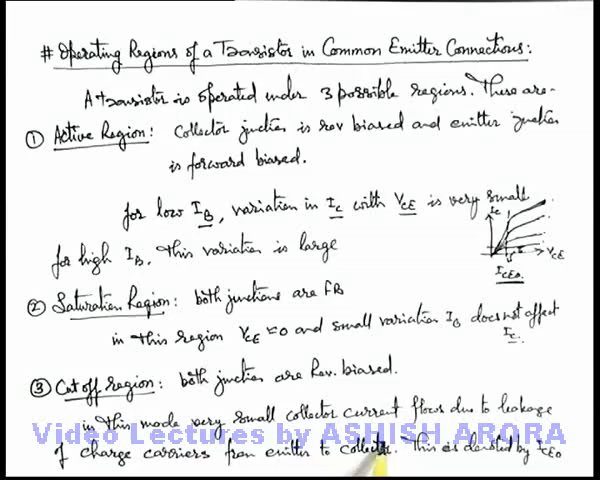 # Operating Regions of a Transistor in Common Emitter Connections:
A transistor is operated under 3 possible regions. These are-
① Active Region: Collector junction is rev biased and emitter junction
is forward biased.
for low IB, variation in Ic with VCE is very small
for high IB, this variation is large
Ic
VCE
ICEO
② Saturation Region: both junctions are FB
in this region VCE ≈ 0 and small variation IB does not affect
Ic.
③ Cut off region: both junction are Rev. biased.
in this mode very small collector current flows due to leakage
Video Lectures by ASHISH ARORA
of charge carriers from emitter to collector. This is denoted by ICEO